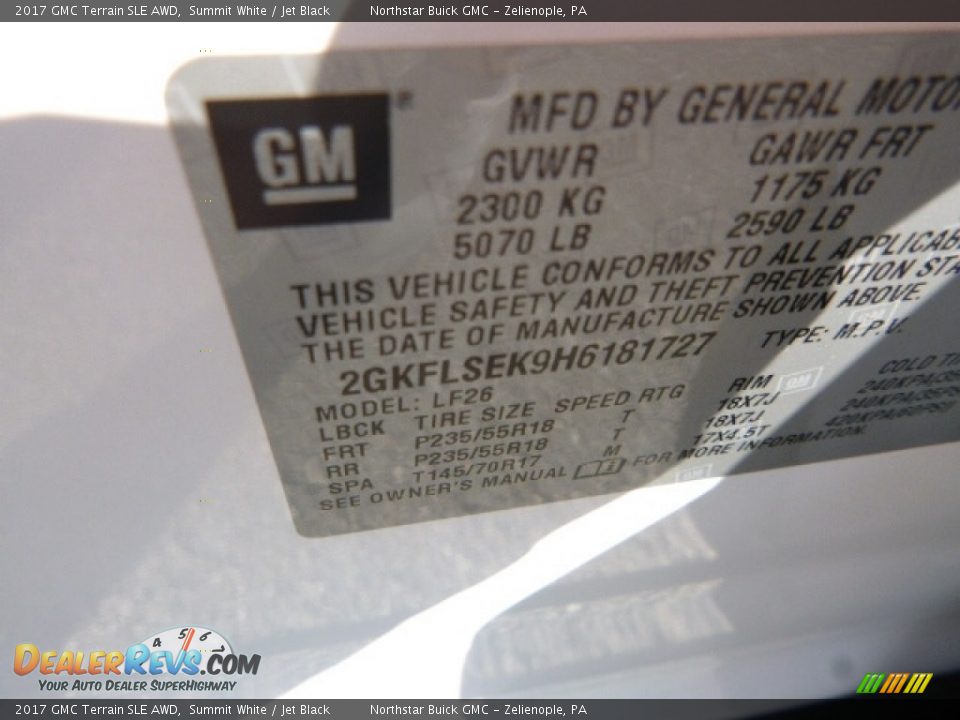 2017 GMC Terrain SLE AWD, Summit White / Jet Black Northstar Buick GMC - Zelienople, PA
GM ®
MFD BY GENERAL MOTO
GVWR GAWR FRT
2300 KG 1175 KG
5070 LB 2590 LB
THIS VEHICLE CONFORMS TO ALL APPLICAB
VEHICLE SAFETY AND THEFT PREVENTION STA
THE DATE OF MANUFACTURE SHOWN ABOVE.
2GKFLSEK9H6181727 TYPE: M.P.V.
MODEL: LF26
LBCK TIRE SIZE SPEED RTG RIM COLD TI
FRT P235/55R18 T 18X7J
RR P235/55R18 T 18X7J
SPA T145/70R17 M 17X4.5T
SEE OWNER'S MANUAL FOR MORE INFORMATION.
4 5 6
DEALERREVS.COM
YOUR AUTO DEALER SUPERHIGHWAY
2017 GMC Terrain SLE AWD, Summit White / Jet Black Northstar Buick GMC - Zelienople, PA